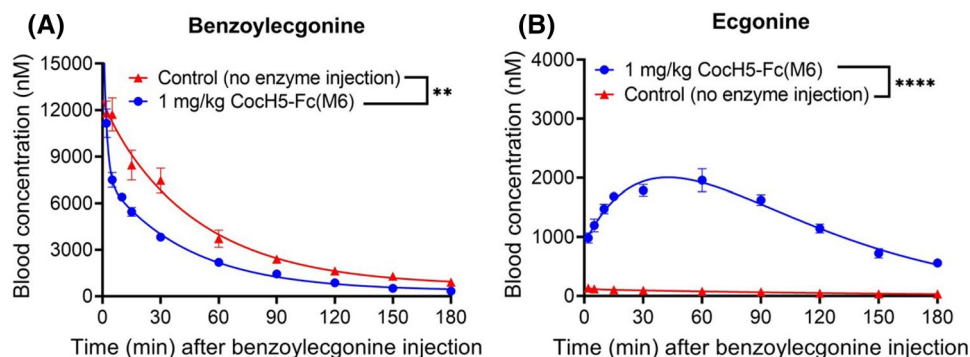 (A)
Benzoylecgonine
Blood concentration (nM)
15000
12000
9000
6000
3000
0
Control (no enzyme injection)
1 mg/kg CocH5-Fc(M6)
**
0 30 60 90 120 150 180
Time (min) after benzoylecgonine injection
(B)
Ecgonine
Blood concentration (nM)
4000
3000
2000
1000
0
1 mg/kg CocH5-Fc(M6)
Control (no enzyme injection)
****
0 30 60 90 120 150 180
Time (min) after benzoylecgonine injection